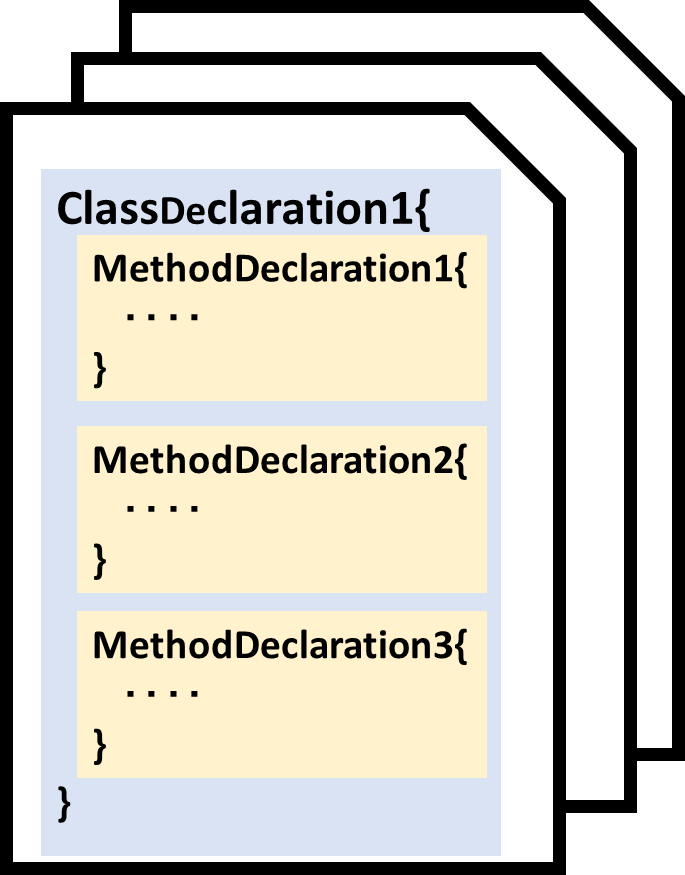 ClassDeclaration1{
MethodDeclaration1{
....
}
MethodDeclaration2{
....
}
MethodDeclaration3{
....
}
}